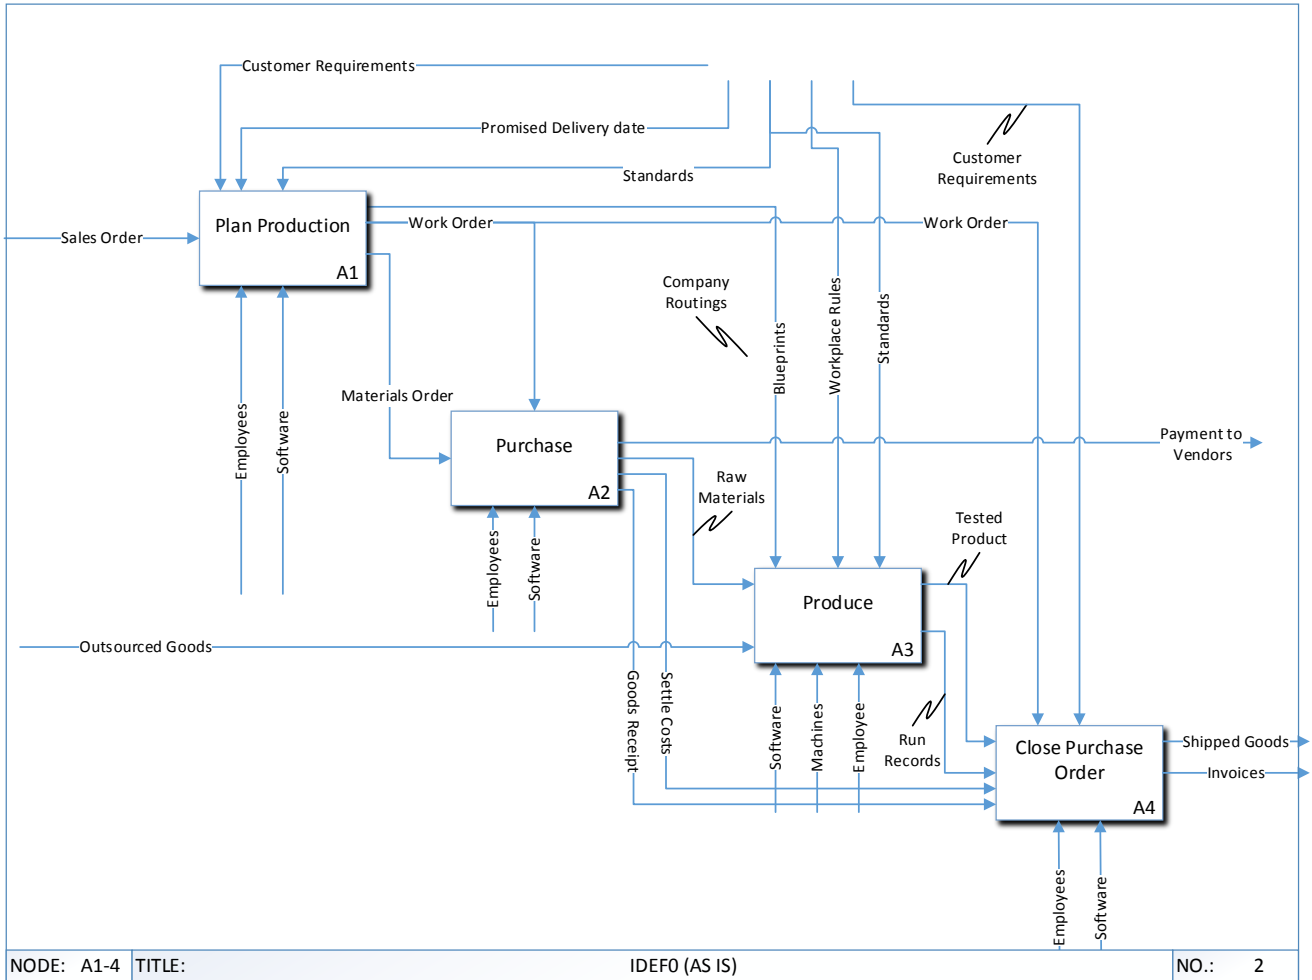 Customer Requirements
Promised Delivery date
Customer
Requirements
Standards
Plan Production
A1
Work Order
Work Order
Sales Order
Company
Routings
Blueprints
Workplace Rules
Standards
Materials Order
Employees
Software
Purchase
A2
Payment to
Vendors
Raw
Materials
Employees
Software
Tested
Product
Produce
A3
Outsourced Goods
Goods Receipt
Settle Costs
Software
Machines
Employee
Run
Records
Close Purchase
Order
A4
Shipped Goods
Invoices
Employees
Software
NODE: A1-4 TITLE: IDEF0 (AS IS) NO.: 2